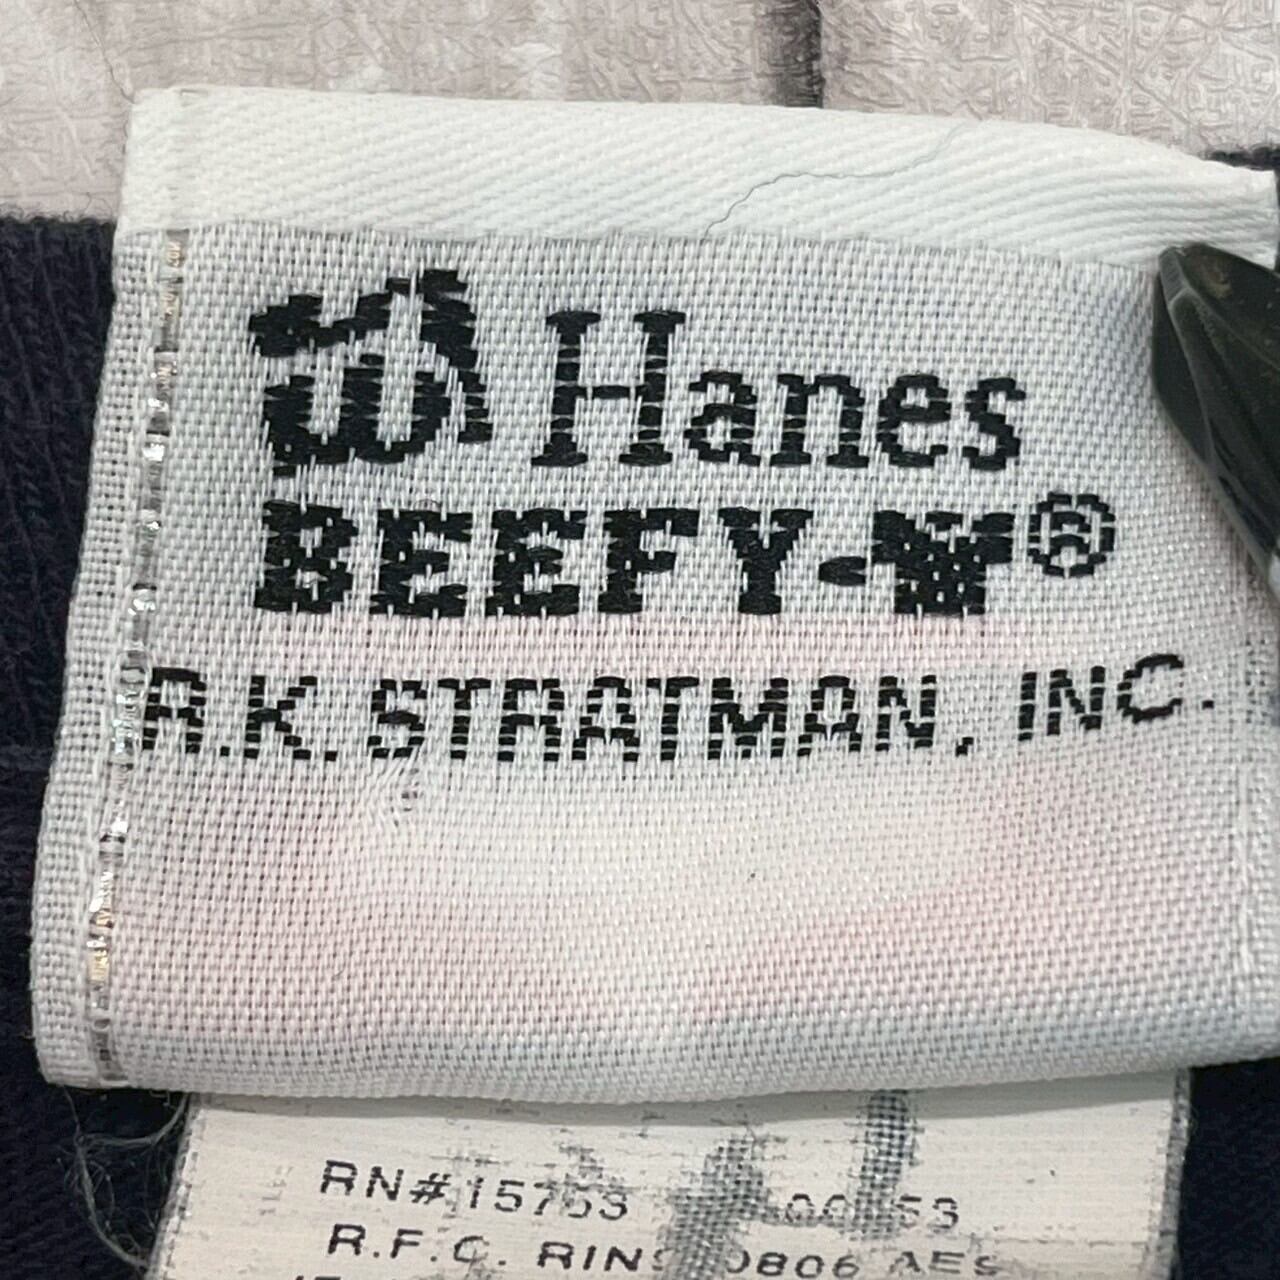 Hanes
BEEFY-T®
R.K. STRATMAN, INC.
RN#15763
R.F.C.